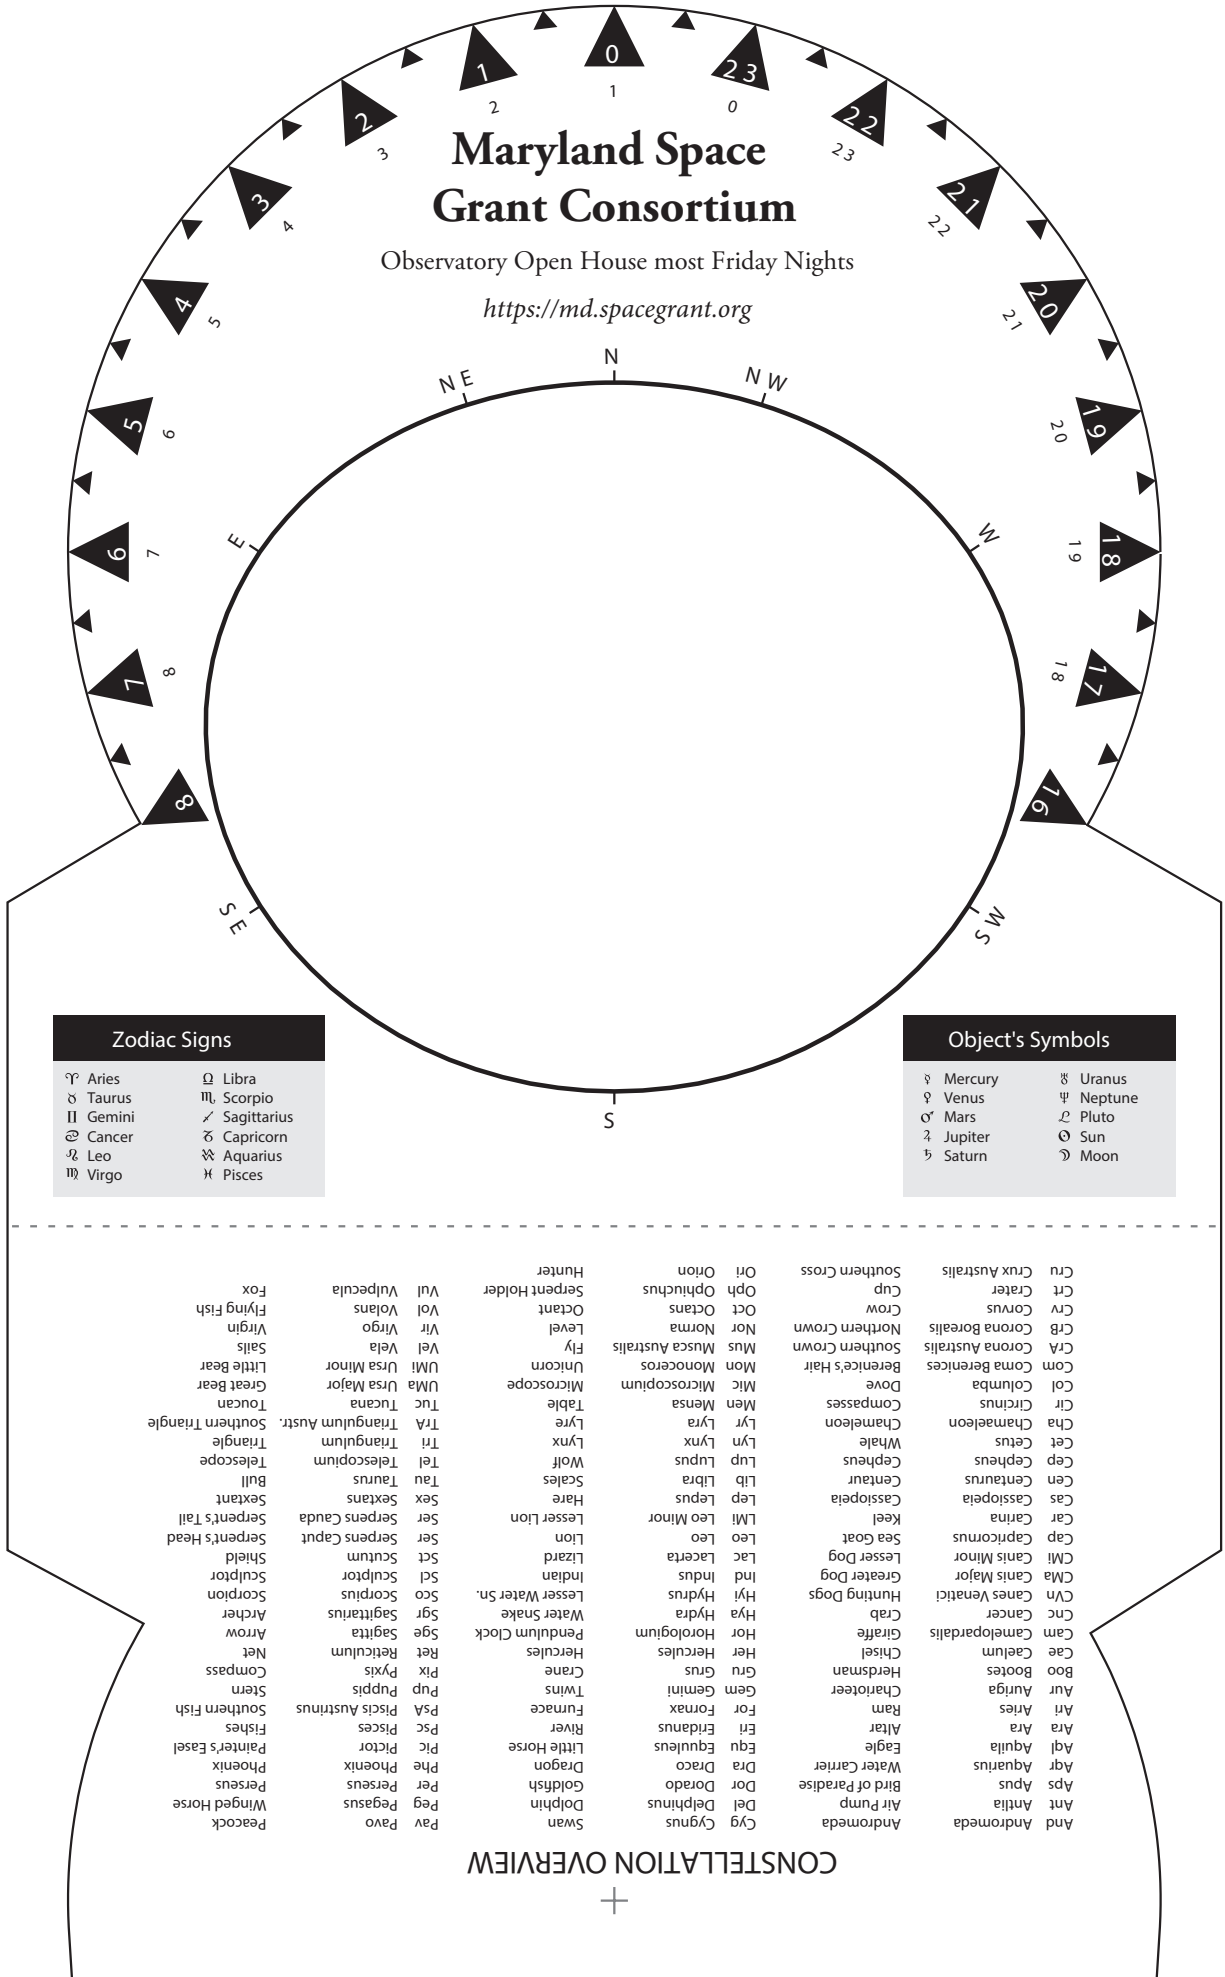 0
1
2
3
4
5
6
7
8
23
22
21
20
19
18
17
16
1
2
3
4
5
6
7
8
0
23
22
21
20
19
18
Maryland Space
Grant Consortium
Observatory Open House most Friday Nights
https://md.spacegrant.org
N
NE
NW
E
W
SE
SW
S
Zodiac Signs
♈ Aries
♉ Taurus
♊ Gemini
♋ Cancer
♌ Leo
♍ Virgo
♎ Libra
♏ Scorpio
♐ Sagittarius
♑ Capricorn
♒ Aquarius
♓ Pisces
Object's Symbols
☿ Mercury
♀ Venus
♂ Mars
♃ Jupiter
♄ Saturn
♅ Uranus
♆ Neptune
Pluto
☉ Sun
☽ Moon
CONSTELLATION OVERVIEW
And Andromeda Andromeda
Ant Antlia Air Pump
Aps Apus Bird of Paradise
Aqr Aquarius Water Carrier
Aql Aquila Eagle
Ara Ara Altar
Ari Aries Ram
Aur Auriga Charioteer
Boo Bootes Herdsman
Cae Caelum Chisel
Cam Camelopardalis Giraffe
Cnc Cancer Crab
CVn Canes Venatici Hunting Dogs
CMa Canis Major Greater Dog
CMi Canis Minor Lesser Dog
Cap Capricornus Sea Goat
Car Carina Keel
Cas Cassiopeia Cassiopeia
Cen Centaurus Centaur
Cep Cepheus Cepheus
Cet Cetus Whale
Cha Chamaeleon Chameleon
Cir Circinus Compasses
Col Columba Dove
Com Coma Berenices Berenice's Hair
CrA Corona Australis Southern Crown
CrB Corona Borealis Northern Crown
Crv Corvus Crow
Crt Crater Cup
Cru Crux Australis Southern Cross
Cyg Cygnus Swan
Del Delphinus Dolphin
Dor Dorado Goldfish
Dra Draco Dragon
Equ Equuleus Little Horse
Eri Eridanus River
For Fornax Furnace
Gem Gemini Twins
Gru Grus Crane
Her Hercules Hercules
Hor Horologium Pendulum Clock
Hya Hydra Water Snake
Hyi Hydrus Lesser Water Sn.
Ind Indus Indian
Lac Lacerta Lizard
Leo Leo Lion
LMi Leo Minor Lesser Lion
Lep Lepus Hare
Lib Libra Scales
Lup Lupus Wolf
Lyn Lynx Lynx
Lyr Lyra Lyre
Men Mensa Table
Mic Microscopium Microscope
Mon Monoceros Unicorn
Mus Musca Australis Fly
Nor Norma Level
Oct Octans Octant
Oph Ophiuchus Serpent Holder
Ori Orion Hunter
Pav Pavo Peacock
Peg Pegasus Winged Horse
Per Perseus Perseus
Phe Phoenix Phoenix
Pic Pictor Painter's Easel
Psc Pisces Fishes
PsA Piscis Austrinus Southern Fish
Pup Puppis Stern
Pix Pyxis Compass
Ret Reticulum Net
Sge Sagitta Arrow
Sgr Sagittarius Archer
Sco Scorpius Scorpion
Scl Sculptor Sculptor
Sct Scutum Shield
Ser Serpens Caput Serpent's Head
Ser Serpens Cauda Serpent's Tail
Sex Sextans Sextant
Tau Taurus Bull
Tel Telescopium Telescope
Tri Triangulum Triangle
TrA Triangulum Austr. Southern Triangle
Tuc Tucana Toucan
UMa Ursa Major Great Bear
UMi Ursa Minor Little Bear
Vel Vela Sails
Vir Virgo Virgin
Vol Volans Flying Fish
Vul Vulpecula Fox